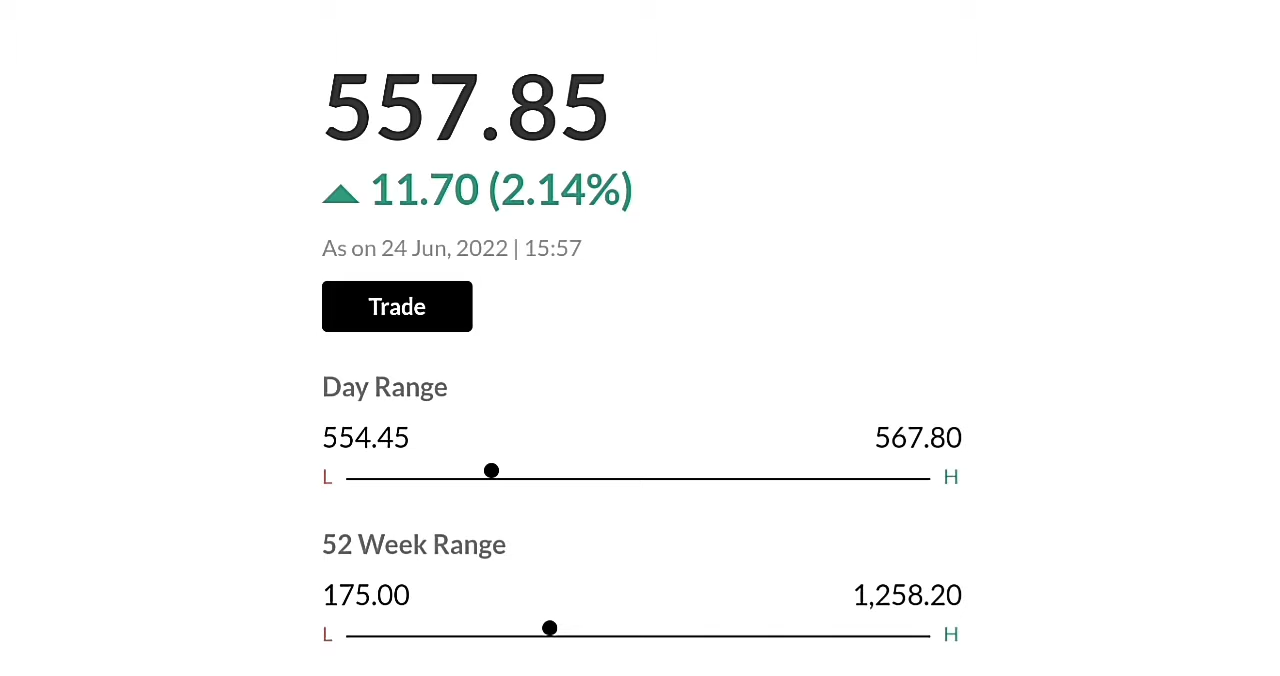 557.85
11.70 (2.14%)
As on 24 Jun, 2022 | 15:57
Trade
Day Range
554.45 567.80
L H
52 Week Range
175.00 1,258.20
L H